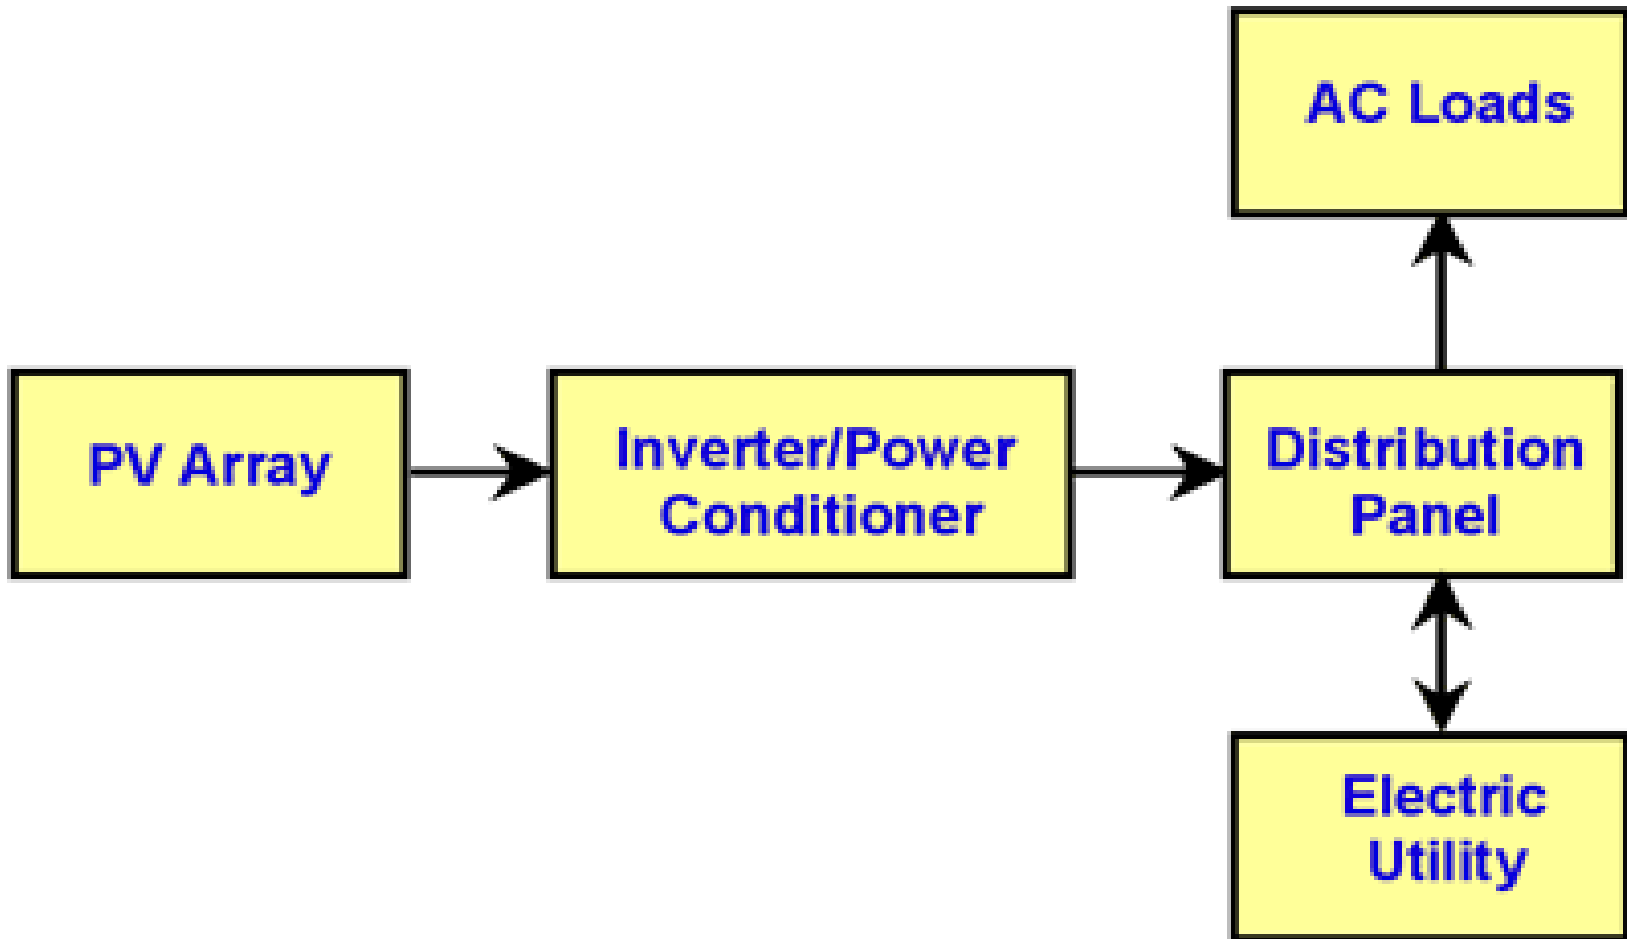 AC Loads
PV Array
Inverter/Power
Conditioner
Distribution
Panel
Electric
Utility